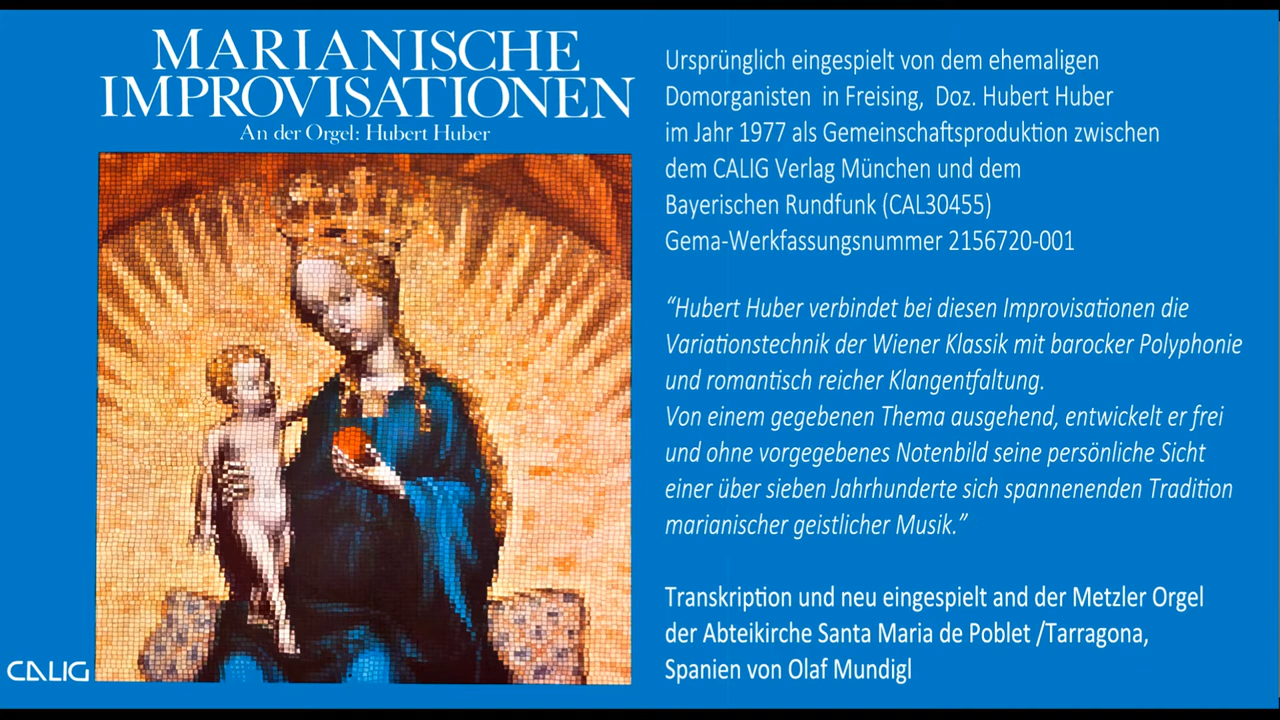 MARIANISCHE
IMPROVISATIONEN
An der Orgel: Hubert Huber
CALIG
Ursprünglich eingespielt von dem ehemaligen
Domorganisten in Freising, Doz. Hubert Huber
im Jahr 1977 als Gemeinschaftsproduktion zwischen
dem CALIG Verlag München und dem
Bayerischen Rundfunk (CAL30455)
Gema-Werkfassungsnummer 2156720-001
“Hubert Huber verbindet bei diesen Improvisationen die
Variationstechnik der Wiener Klassik mit barocker Polyphonie
und romantisch reicher Klangentfaltung.
Von einem gegebenen Thema ausgehend, entwickelt er frei
und ohne vorgegebenes Notenbild seine persönliche Sicht
einer über sieben Jahrhunderte sich spannenenden Tradition
marianischer geistlicher Musik.”
Transkription und neu eingespielt and der Metzler Orgel
der Abteikirche Santa Maria de Poblet /Tarragona,
Spanien von Olaf Mundigl